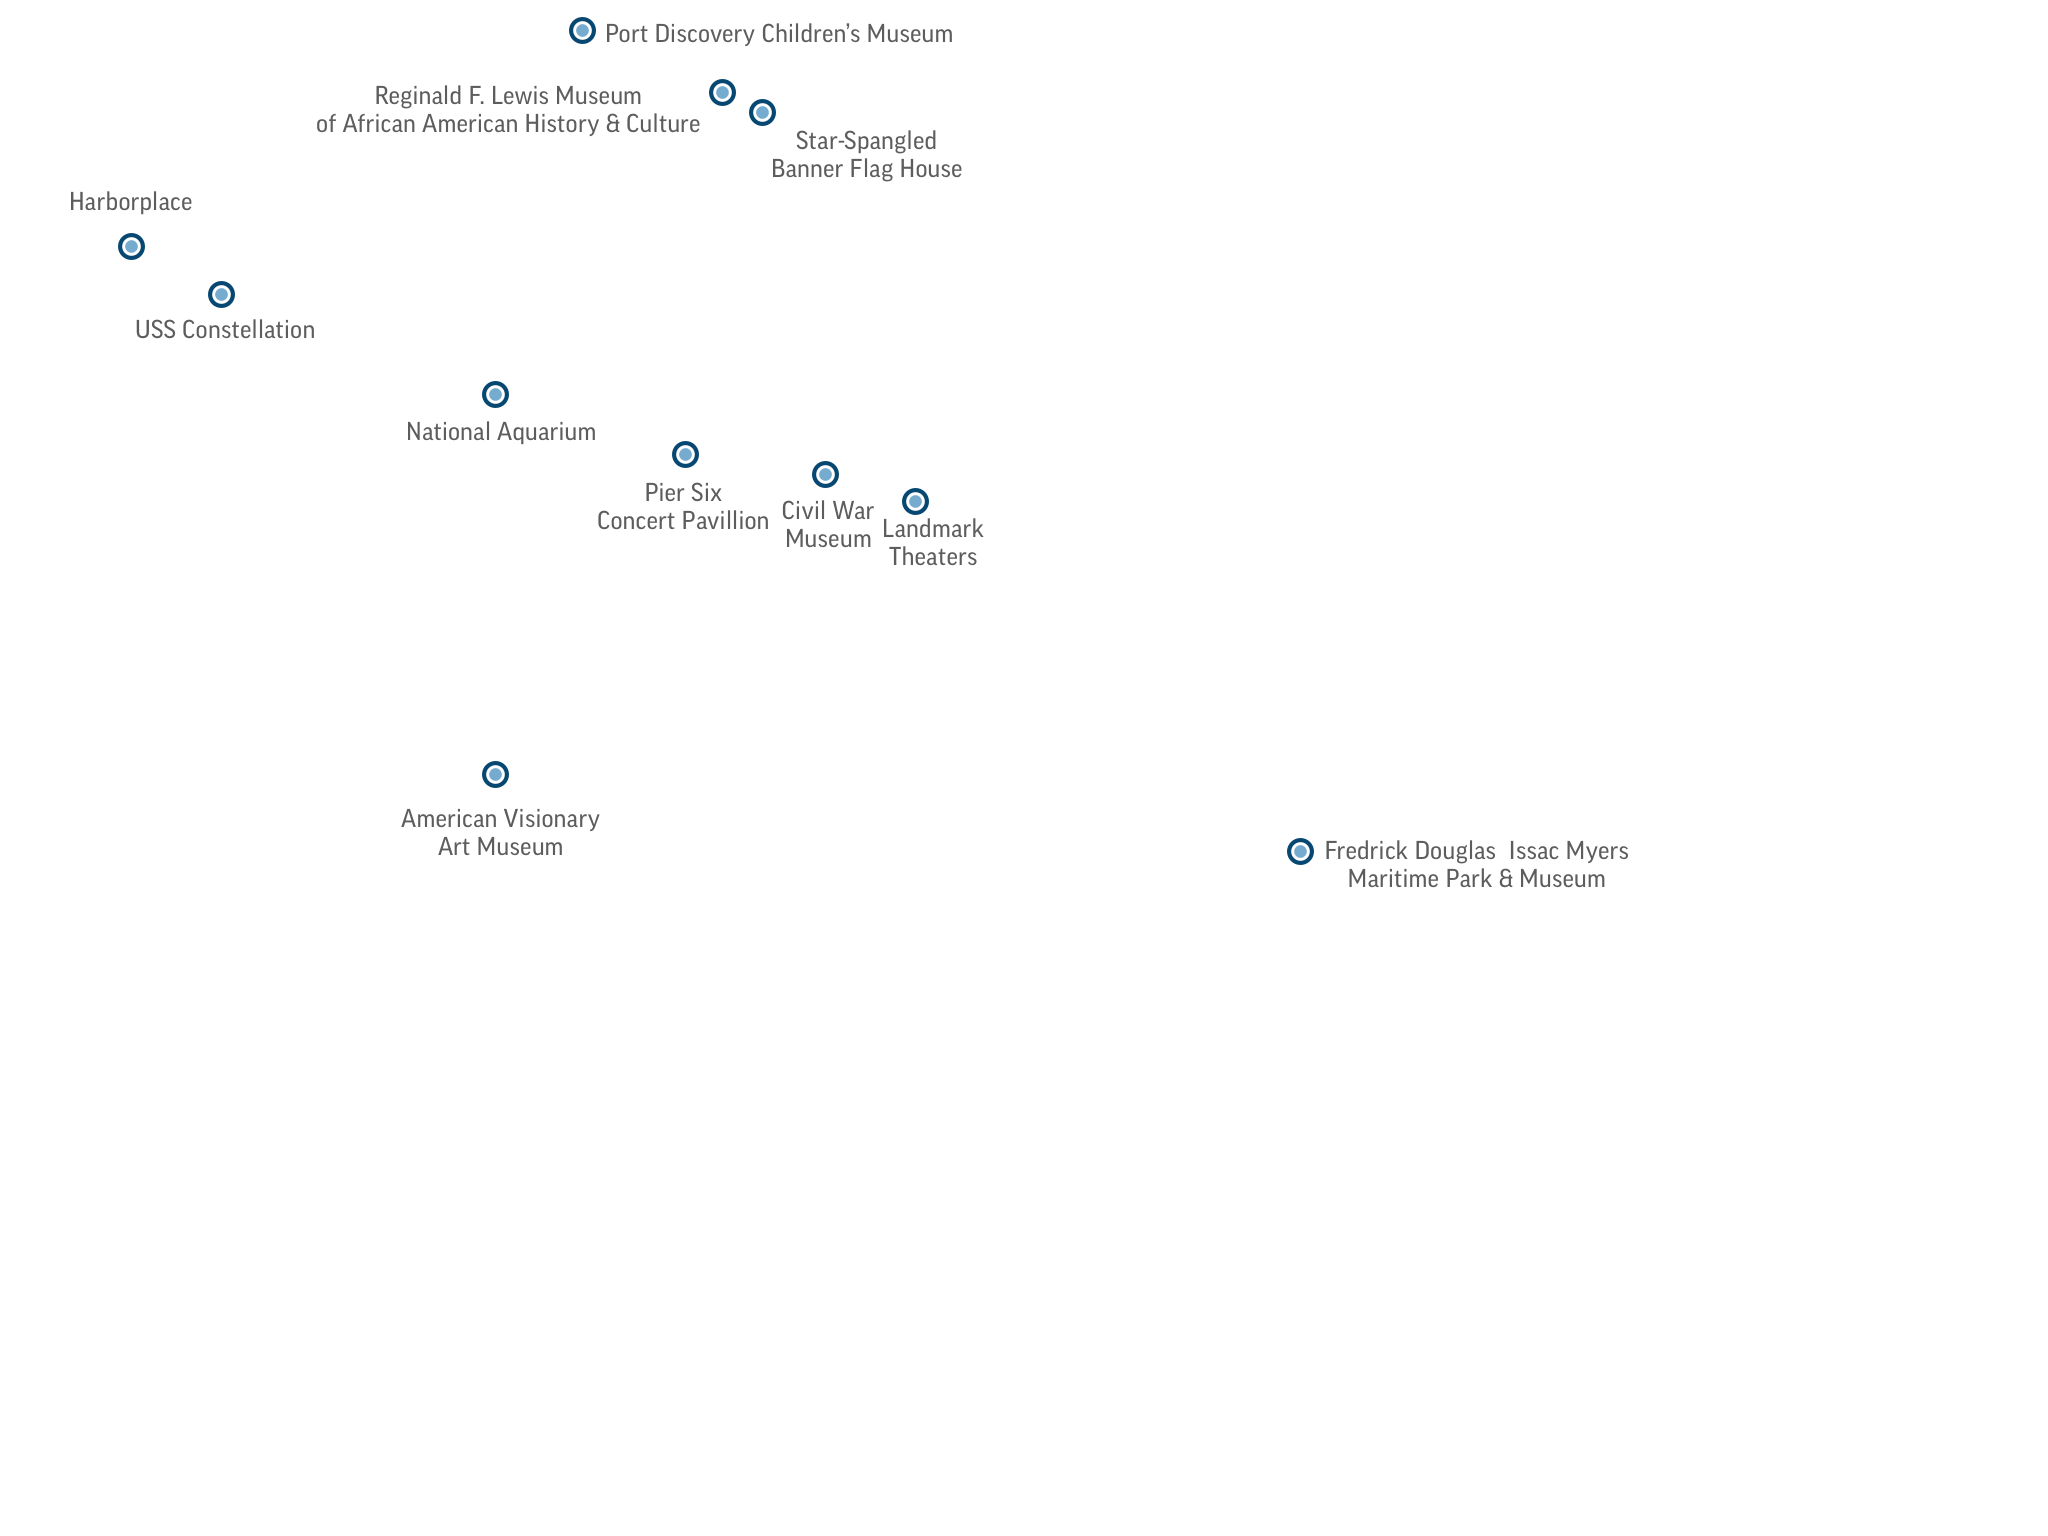 Port Discovery Children’s Museum
Reginald F. Lewis Museum
of African American History & Culture
Star-Spangled
Banner Flag House
Harborplace
USS Constellation
National Aquarium
Pier Six
Concert Pavillion
Civil War
Museum
Landmark
Theaters
American Visionary
Art Museum
Fredrick Douglas  Issac Myers
Maritime Park & Museum